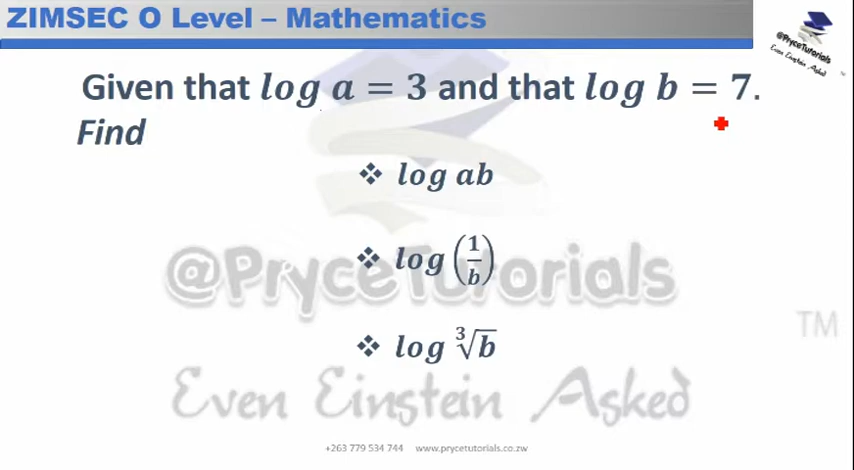 ZIMSEC O Level – Mathematics
@PryceTutorials
Even Einstein Asked
Given that log a = 3 and that log b = 7.
Find
❖ log ab
❖ log (1/b)
❖ log ∛b
@PryceTutorials
TM
Even Einstein Asked
+263 779 534 744 www.prycetutorials.co.zw